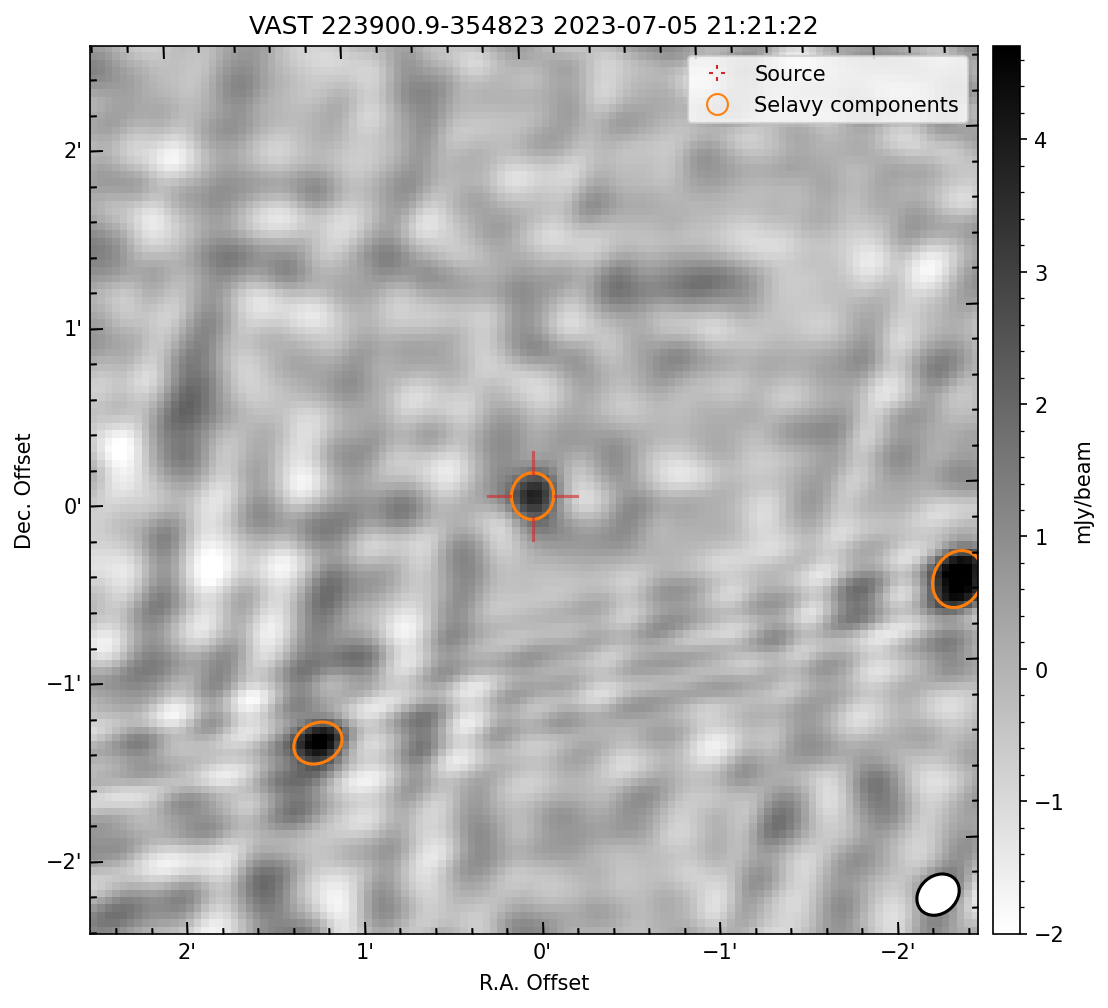 VAST 223900.9-354823 2023-07-05 21:21:22
Source
Selavy components
2'
1'
0'
−1'
−2'
Dec. Offset
2'
1'
0'
−1'
−2'
R.A. Offset
4
3
2
1
0
−1
−2
mJy/beam